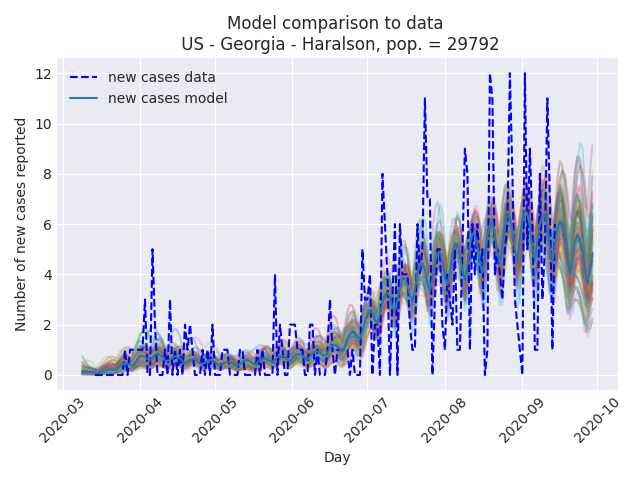 Model comparison to data
US - Georgia - Haralson, pop. = 29792
new cases data
new cases model
Number of new cases reported
12
10
8
6
4
2
0
2020-03
2020-04
2020-05
2020-06
2020-07
2020-08
2020-09
2020-10
Day